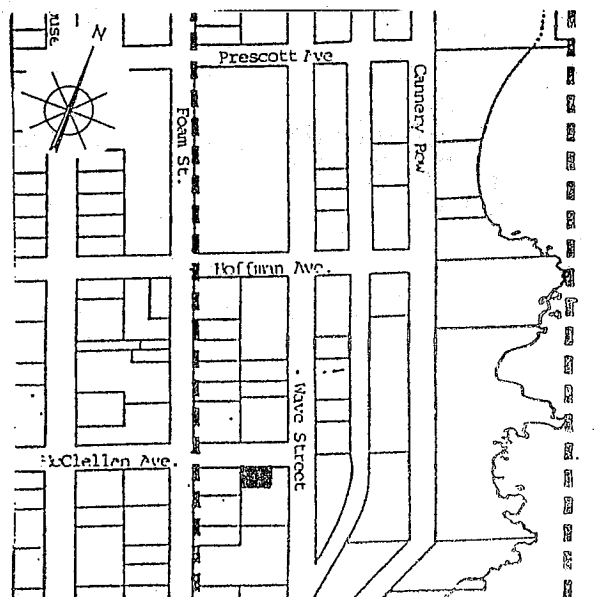 N
Prescott Ave
Foam St.
Cannery Row
Hoffman Ave.
Wave Street
McClellan Ave.